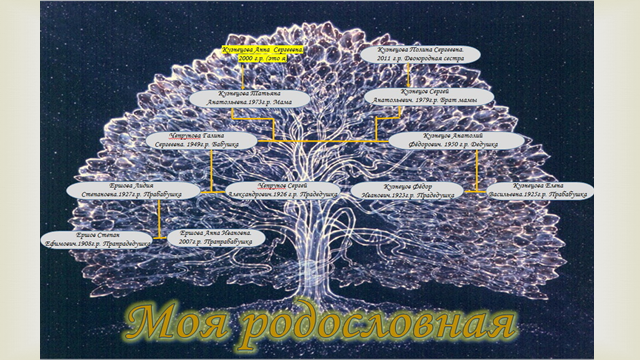 Кузнецова Анна Сергеевна.
2000 г.р. (это я)
Кузнецова Полина Сергеевна.
2011 г.р. Двоюродная сестра
Кузнецова Татьяна
Анатольевна.1973г.р. Мама
Кузнецов Сергей
Анатольевич. 1979г.р. Брат мамы
Чепрунова Галина
Сергеевна. 1949г.р. Бабушка
Кузнецов Анатолий
Фёдорович. 1950 г.р. Дедушка
Ершова Лидия
Степановна.1927г.р. Прабабушка
Чепрунов Сергей
Александрович.1926 г.р. Прадедушка
Кузнецов Фёдор
Иванович.1923г.р. Прадедушка
Кузнецова Елена
Васильевна.1925г.р. Прабабушка
Ершов Степан
Ефимович.1908г.р. Прапрадедушка
Ершова Анна Ивановна.
2007г.р. Прапрабабушка
Моя родословная